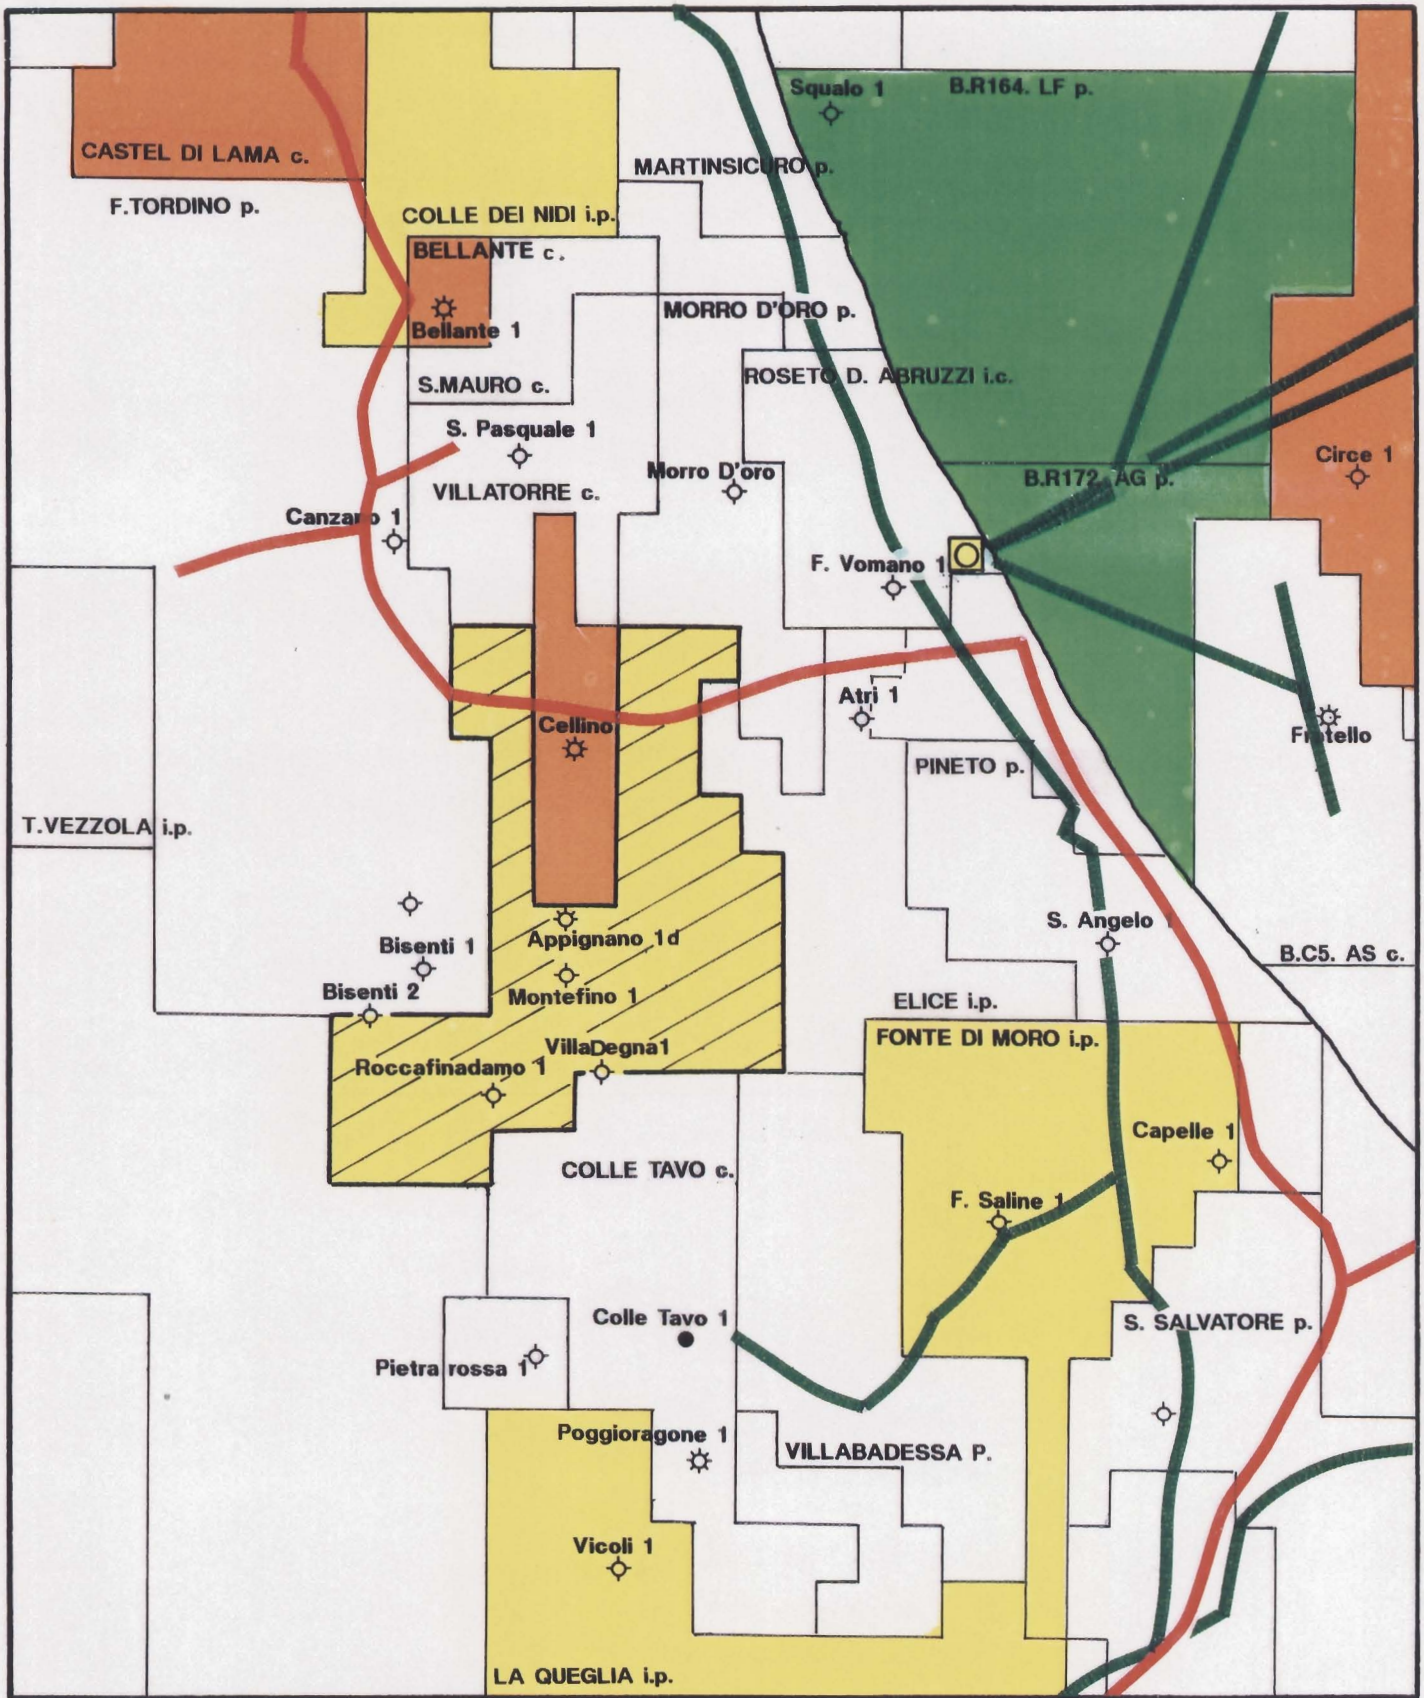 Squalo 1
B.R164. LF p.
CASTEL DI LAMA c.
MARTINSICURO p.
F.TORDINO p.
COLLE DEI NIDI i.p.
BELLANTE c.
MORRO D'ORO p.
Bellante 1
ROSETO D. ABRUZZI i.c.
S.MAURO c.
S. Pasquale 1
Circe 1
Morro D'oro
B.R172. AG p.
VILLATORRE c.
Canzano 1
F. Vomano 1
Atri 1
Cellino
Fratello
PINETO p.
T.VEZZOLA i.p.
S. Angelo 1
Appignano 1d
Bisenti 1
B.C5. AS c.
Bisenti 2
Montefino 1
ELICE i.p.
FONTE DI MORO i.p.
VillaDegna1
Roccafinadamo 1
Capelle 1
COLLE TAVO c.
F. Saline 1
Colle Tavo 1
S. SALVATORE p.
Pietra rossa 1
Poggioragone 1
VILLABADESSA P.
Vicoli 1
LA QUEGLIA i.p.